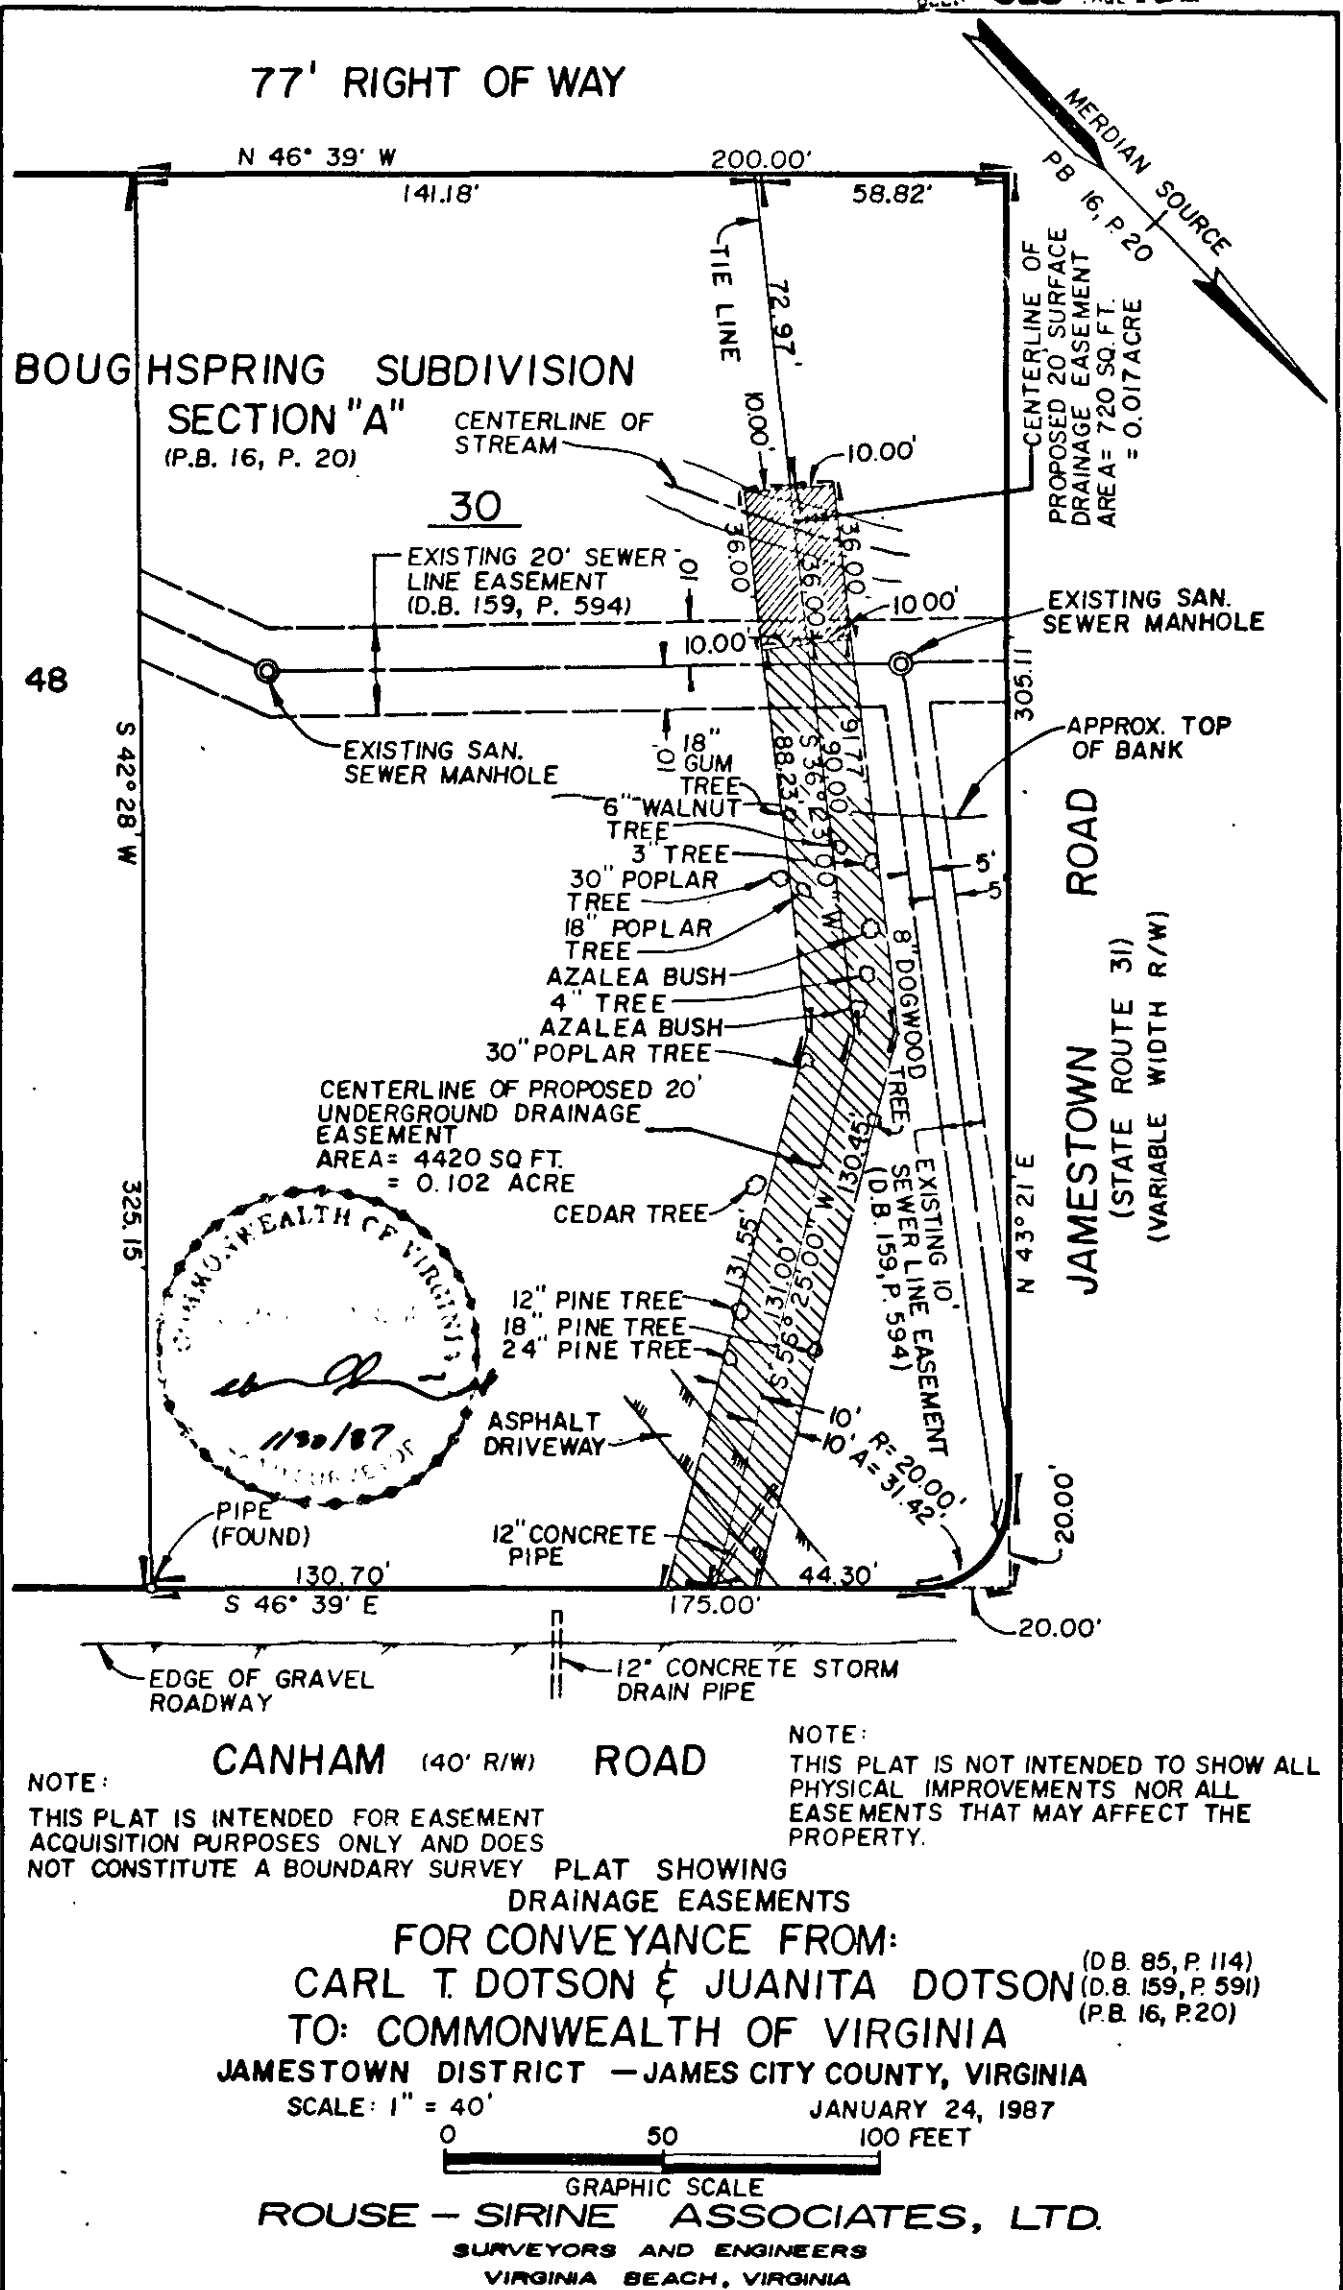 77' RIGHT OF WAY
N 46° 39' W
200.00'
141.18'
58.82'
MERDIAN SOURCE
PB 16, P. 20
TIE LINE
72.97'
CENTERLINE OF
PROPOSED 20' SURFACE
DRAINAGE EASEMENT
AREA = 720 SQ. FT.
= 0.017 ACRE
BOUGHSPRING SUBDIVISION
SECTION "A"
(P.B. 16, P. 20)
CENTERLINE OF
STREAM
10.00'
10.00'
30
36.00
36.00
36.00
EXISTING 20' SEWER
LINE EASEMENT
(D.B. 159, P. 594)
10'
10.00'
10.00'
EXISTING SAN.
SEWER MANHOLE
48
305.11
EXISTING SAN.
SEWER MANHOLE
10'
APPROX. TOP
OF BANK
S 42° 28' W
325.15
18"
GUM
TREE
6" WALNUT
TREE
3" TREE
30" POPLAR
TREE
18" POPLAR
TREE
AZALEA BUSH
4" TREE
AZALEA BUSH
30" POPLAR TREE
88.23'
S 36° 23' 00" W
90.00'
91.77'
5'
5'
8" DOGWOOD
TREE
JAMESTOWN ROAD
(STATE ROUTE 31)
(VARIABLE WIDTH R/W)
N 43° 21' E
CENTERLINE OF PROPOSED 20'
UNDERGROUND DRAINAGE
EASEMENT
AREA = 4420 SQ FT.
= 0.102 ACRE
CEDAR TREE
130.45'
131.55'
131.00'
S 56° 25' 00" W
EXISTING 10'
SEWER LINE EASEMENT
(D.B. 159, P. 594)
COMMONWEALTH OF VIRGINIA
1/30/87
SURVEYOR
12" PINE TREE
18" PINE TREE
24" PINE TREE
ASPHALT
DRIVEWAY
10'
10'
R = 20.00'
A = 31.42'
20.00'
PIPE
(FOUND)
12" CONCRETE
PIPE
130.70'
44.30'
S 46° 39' E
175.00'
20.00'
EDGE OF GRAVEL
ROADWAY
12" CONCRETE STORM
DRAIN PIPE
CANHAM (40' R/W) ROAD
NOTE:
THIS PLAT IS INTENDED FOR EASEMENT
ACQUISITION PURPOSES ONLY AND DOES
NOT CONSTITUTE A BOUNDARY SURVEY
NOTE:
THIS PLAT IS NOT INTENDED TO SHOW ALL
PHYSICAL IMPROVEMENTS NOR ALL
EASEMENTS THAT MAY AFFECT THE
PROPERTY.
PLAT SHOWING
DRAINAGE EASEMENTS
FOR CONVEYANCE FROM:
CARL T. DOTSON & JUANITA DOTSON
(D.B. 85, P. 114)
(D.B. 159, P. 591)
(P.B. 16, P. 20)
TO: COMMONWEALTH OF VIRGINIA
JAMESTOWN DISTRICT — JAMES CITY COUNTY, VIRGINIA
SCALE: 1" = 40'
JANUARY 24, 1987
0 50 100 FEET
GRAPHIC SCALE
ROUSE — SIRINE ASSOCIATES, LTD.
SURVEYORS AND ENGINEERS
VIRGINIA BEACH, VIRGINIA